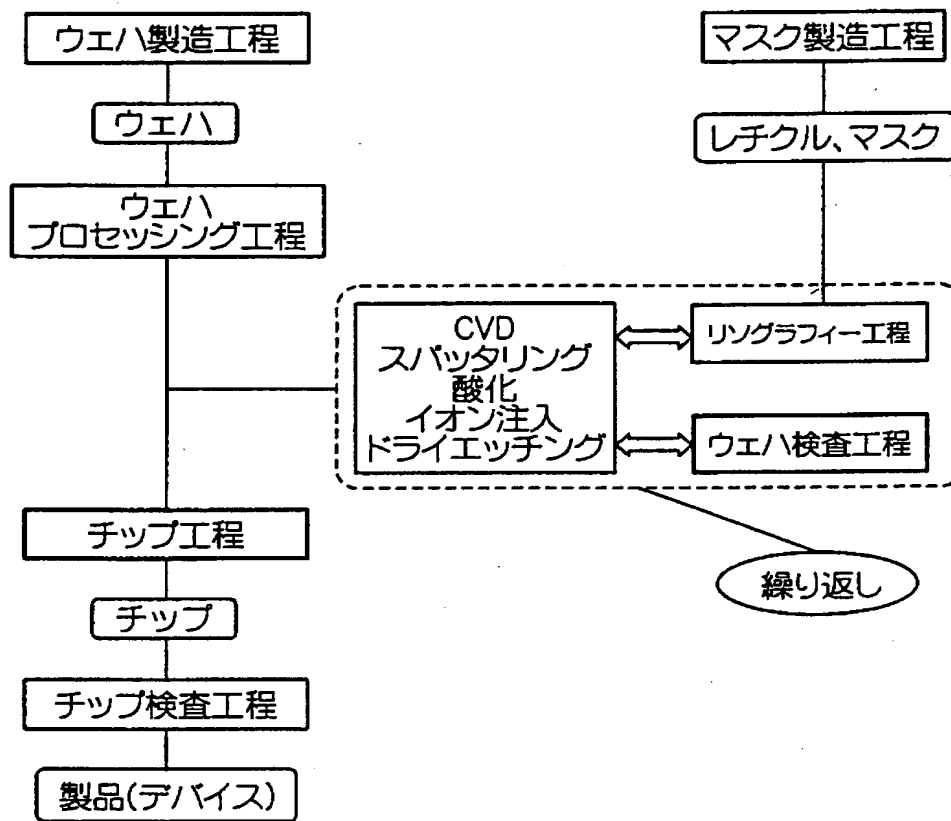 ウェハ製造工程
ウェハ
ウェハ
プロセッシング工程
マスク製造工程
レチクル、マスク
CVD
スパッタリング
酸化
イオン注入
ドライエッチング
リソグラフィー工程
ウェハ検査工程
繰り返し
チップ工程
チップ
チップ検査工程
製品(デバイス)